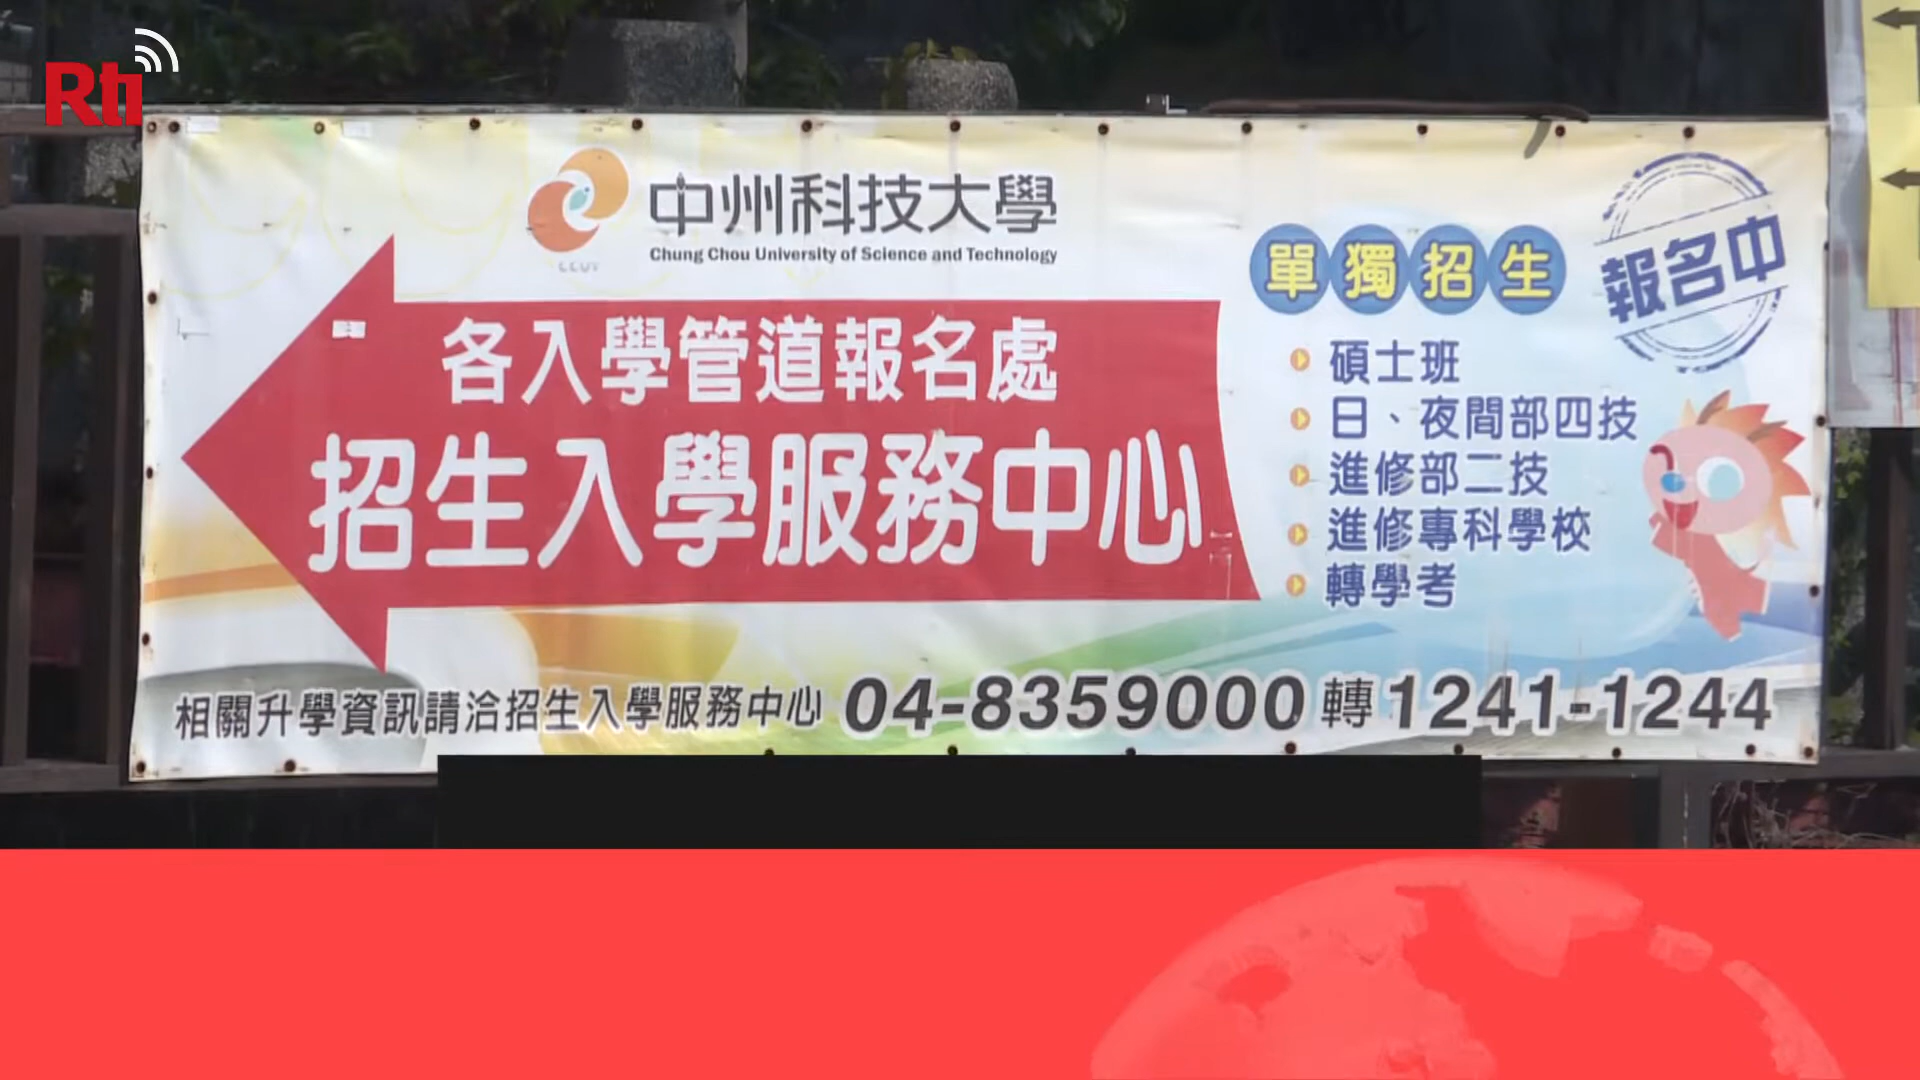 Rti
中州科技大學
Chung Chou University of Science and Technology
CCUT
各入學管道報名處
招生入學服務中心
單獨招生
報名中
碩士班
日、夜間部四技
進修部二技
進修專科學校
轉學考
相關升學資訊請洽招生入學服務中心 04-8359000 轉 1241-1244